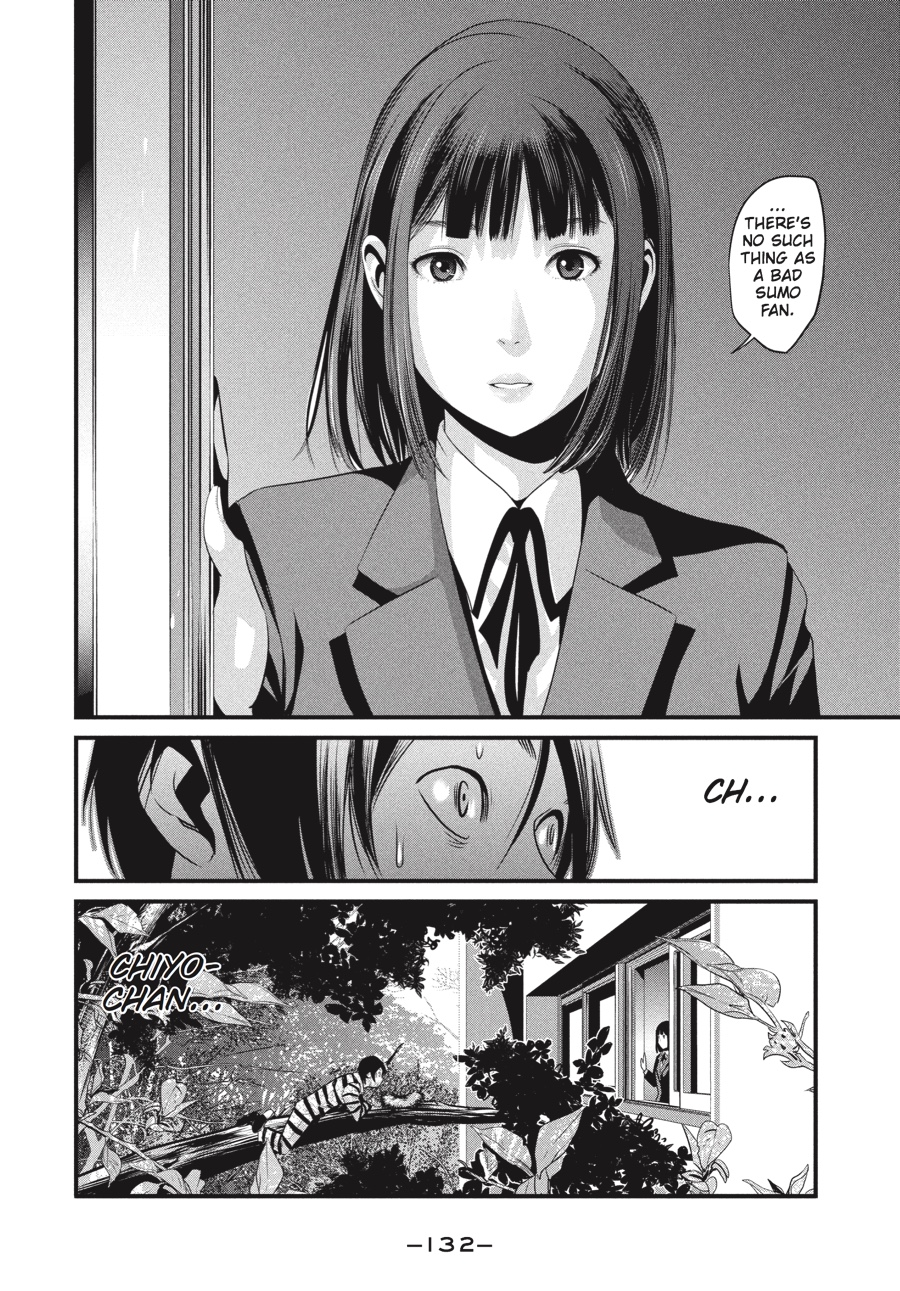 ...
THERE'S
NO SUCH
THING AS
A BAD
SUMO
FAN.
CH...
CHIYO-
CHAN...
–132–